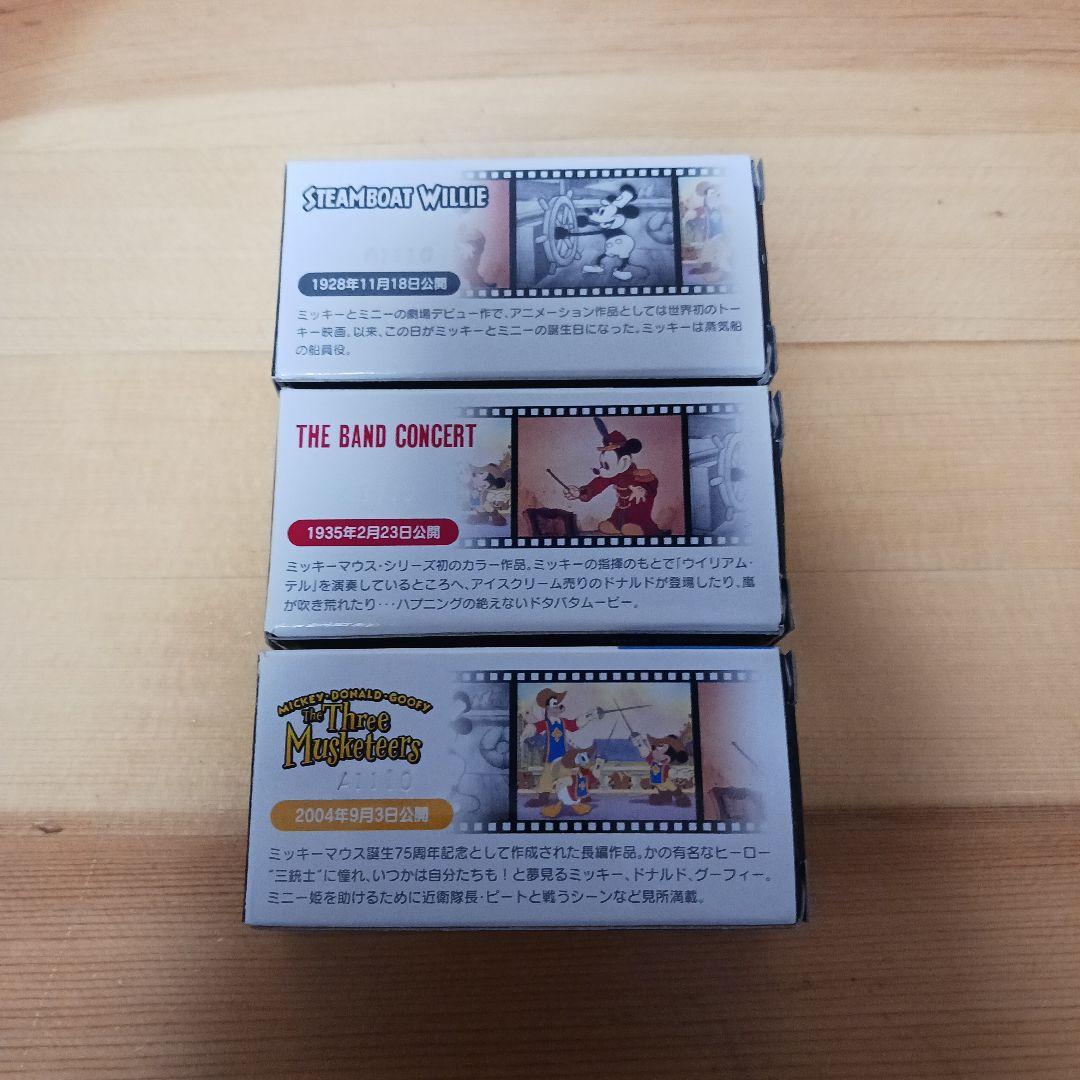 STEAMBOAT WILLIE
1928年11月18日公開
ミッキーとミニーの劇場デビュー作で、アニメーション作品としては世界初のトー
キー映画。以来、この日がミッキーとミニーの誕生日になった。ミッキーは蒸気船
の船員役。
THE BAND CONCERT
1935年2月23日公開
ミッキーマウス・シリーズ初のカラー作品。ミッキーの指揮のもとで「ウイリアム・
テル」を演奏しているところへ、アイスクリーム売りのドナルドが登場したり、嵐
が吹き荒れたり・・・ハプニングの絶えないドタバタムービー。
MICKEY・DONALD・GOOFY
The Three
Musketeers
A1110
2004年9月3日公開
ミッキーマウス誕生75周年記念として作成された長編作品。かの有名なヒーロー
"三銃士"に憧れ、いつかは自分たちも！と夢見るミッキー、ドナルド、グーフィー。
ミニー姫を助けるために近衛隊長・ピートと戦うシーンなど見所満載。